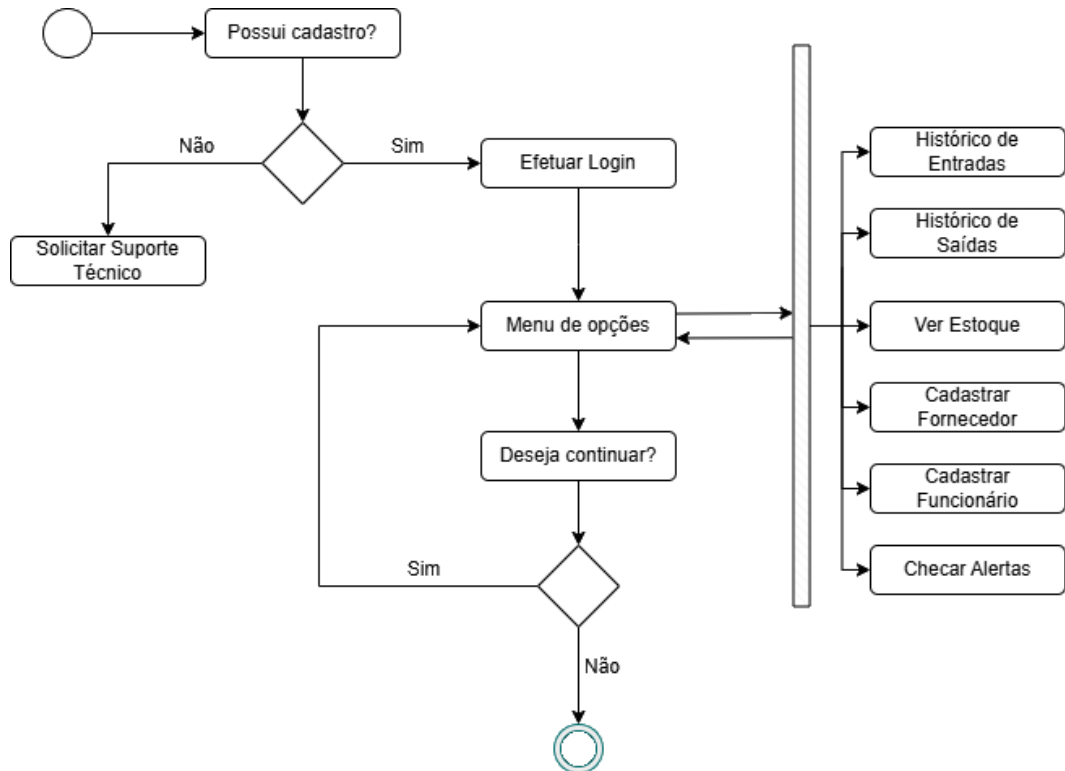 Possui cadastro?
Não
Sim
Efetuar Login
Solicitar Suporte
Técnico
Menu de opções
Deseja continuar?
Sim
Não
Histórico de
Entradas
Histórico de
Saídas
Ver Estoque
Cadastrar
Fornecedor
Cadastrar
Funcionário
Checar Alertas